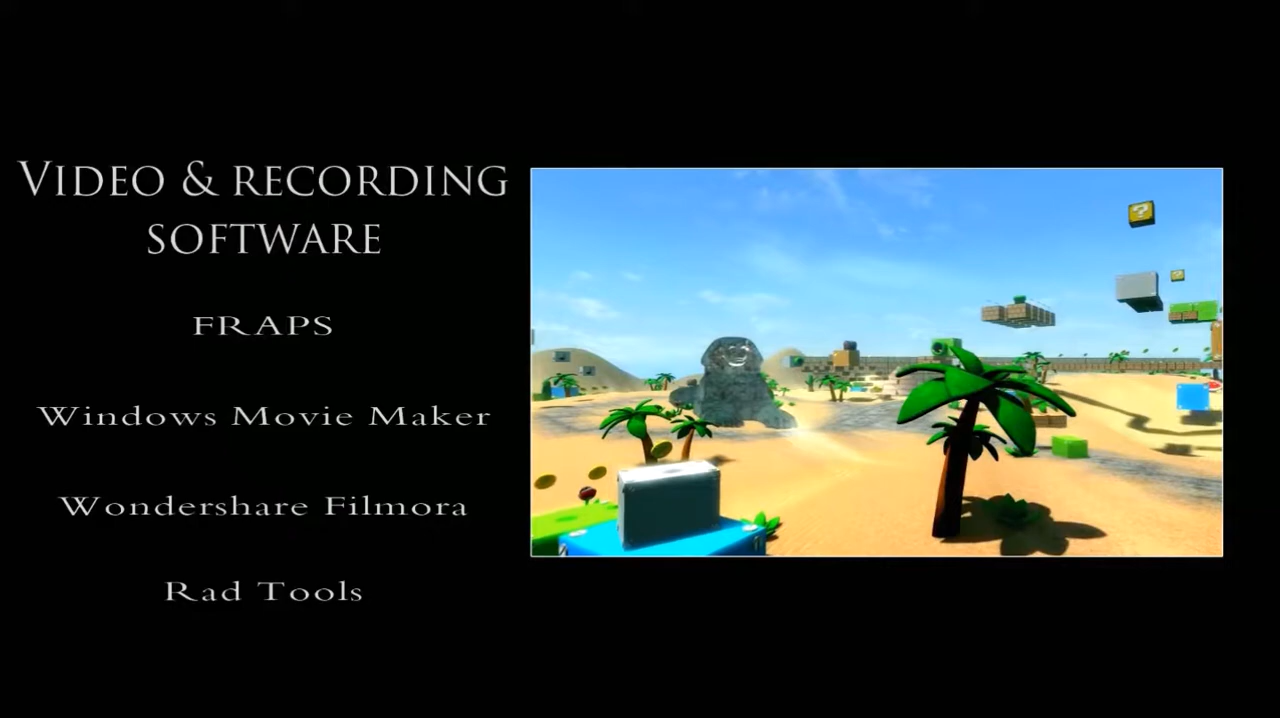 VIDEO & RECORDING
SOFTWARE
FRAPS
Windows Movie Maker
Wondershare Filmora
Rad Tools
?
?